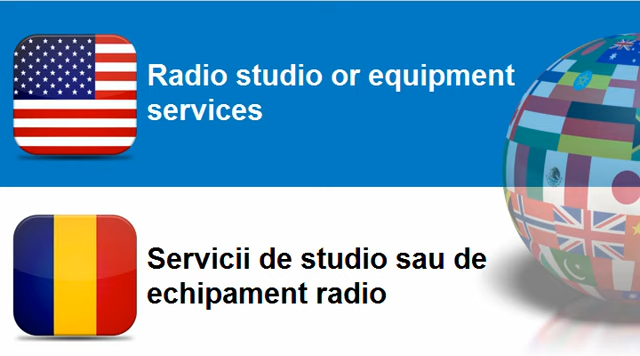 Radio studio or equipment
services
Servicii de studio sau de
echipament radio